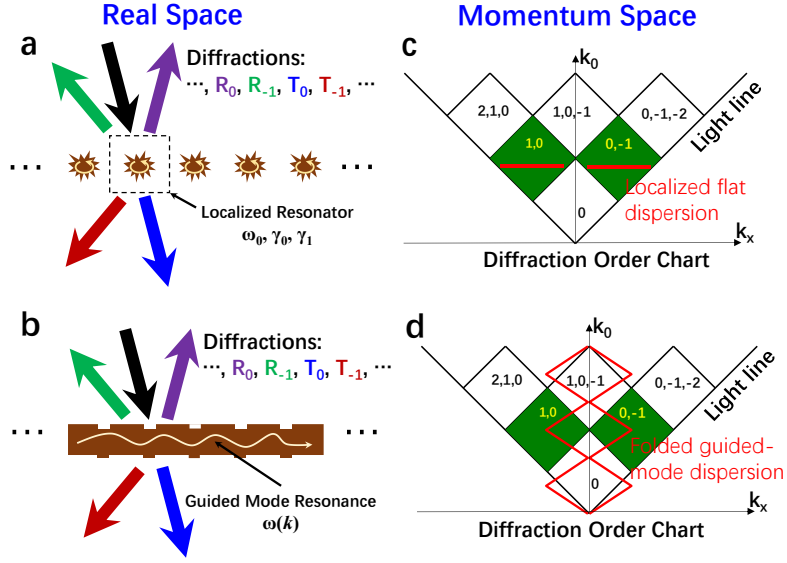 Real Space
Momentum Space
a
Diffractions:
···, R0, R-1, T0, T-1, ···
···
···
Localized Resonator
ω0, γ0, γ1
c
k0
2,1,0
1,0,-1
0,-1,-2
1,0
0,-1
0
Light line
Localized flat
dispersion
kx
Diffraction Order Chart
b
Diffractions:
···, R0, R-1, T0, T-1, ···
···
···
Guided Mode Resonance
ω(k)
d
k0
2,1,0
1,0,-1
0,-1,-2
1,0
0,-1
0
Light line
Folded guided-
mode dispersion
kx
Diffraction Order Chart